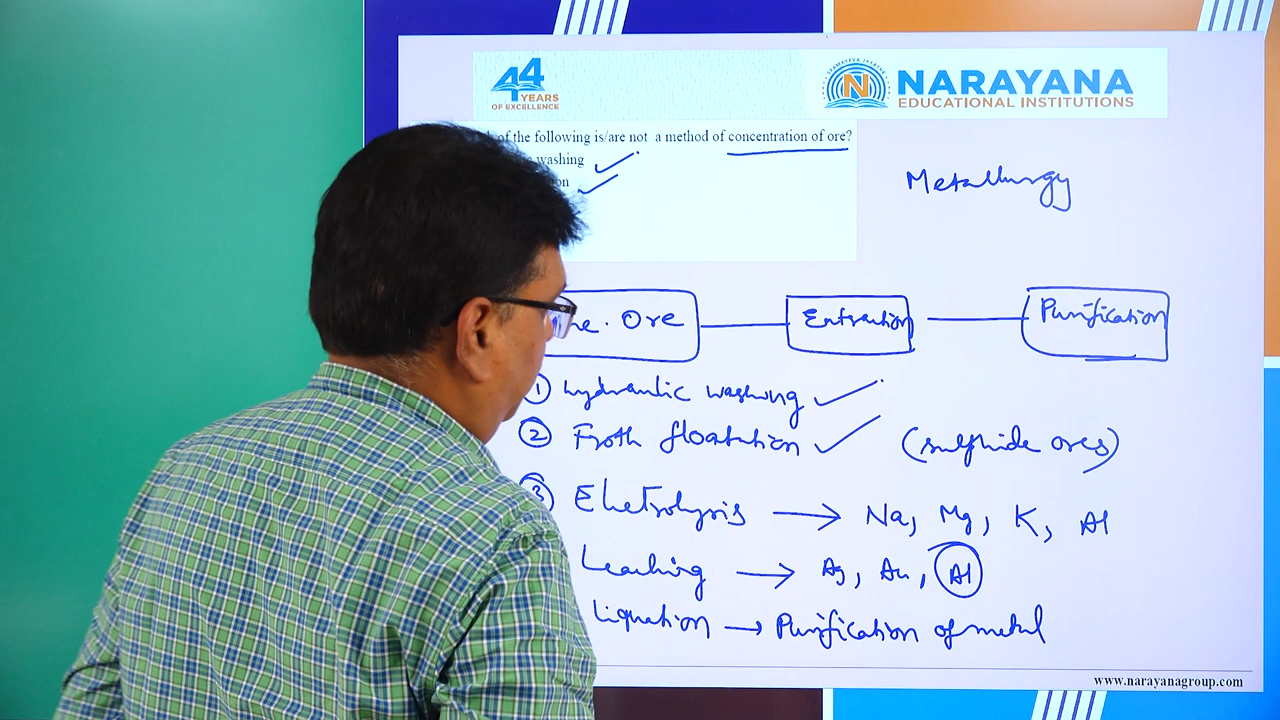 44
YEARS
OF EXCELLENCE
NARAYANA
EDUCATIONAL INSTITUTIONS
of the following is/are not a method of concentration of ore?
washing
Metallurgy
Ore
Extraction
Purification
① hydraulic washing
② Froth floatation (sulphide ores)
③ Electrolysis → Na, Mg, K, Al
Leaching → Ag, Au, Al
Liquation → Purification of metal
www.narayanagroup.com